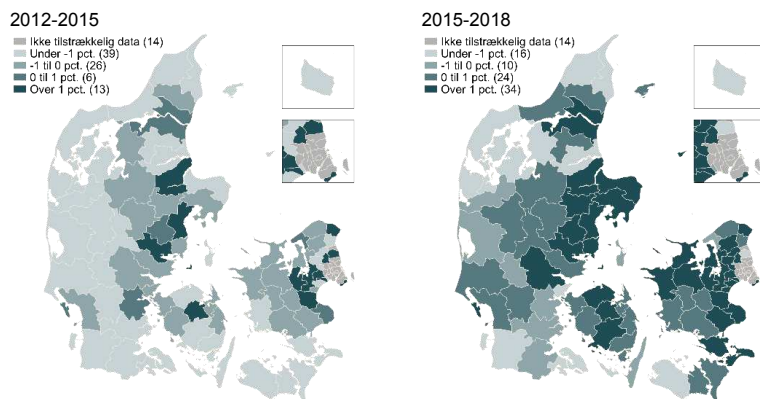 2012-2015
Ikke tilstrækkelig data (14)
Under -1 pct. (39)
-1 til 0 pct. (26)
0 til 1 pct. (6)
Over 1 pct. (13)
2015-2018
Ikke tilstrækkelig data (14)
Under -1 pct. (16)
-1 til 0 pct. (10)
0 til 1 pct. (24)
Over 1 pct. (34)